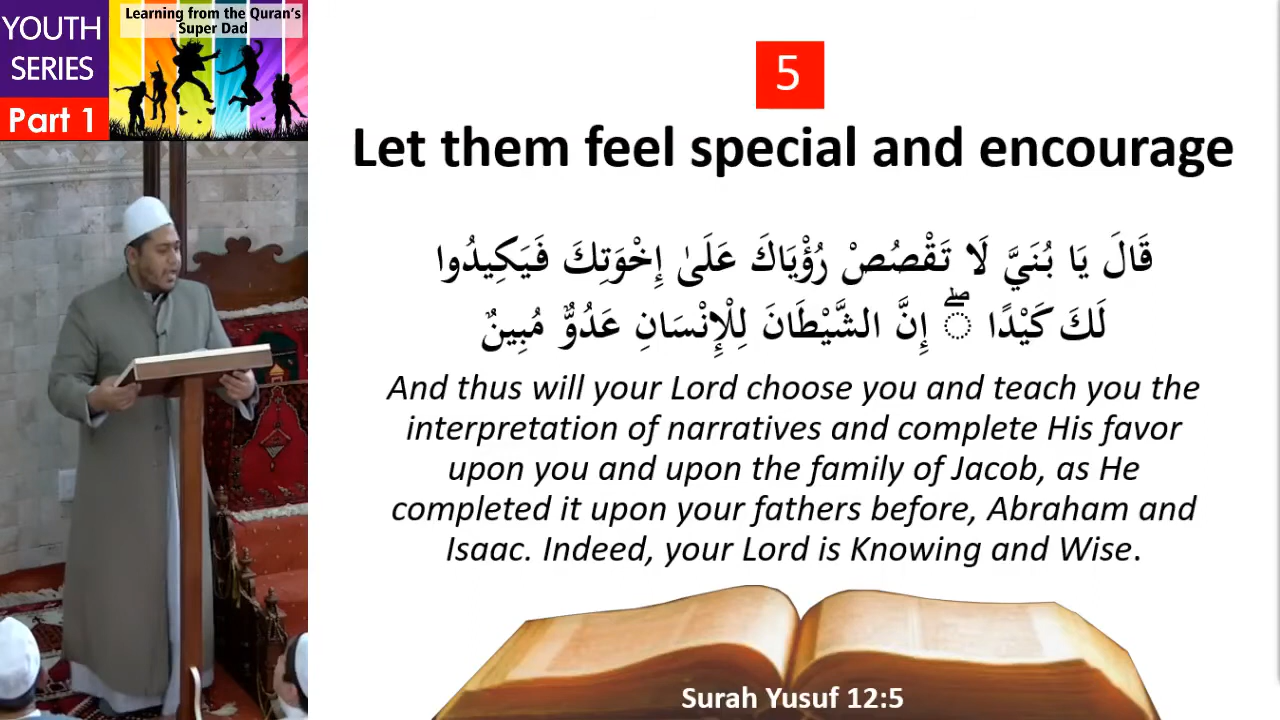 YOUTH
SERIES
Part 1
Learning from the Quran's
Super Dad
5
Let them feel special and encourage
قَالَ يَا بُنَيَّ لَا تَقْصُصْ رُؤْيَاكَ عَلَىٰ إِخْوَتِكَ فَيَكِيدُوا
لَكَ كَيْدًا ۖ إِنَّ الشَّيْطَانَ لِلْإِنْسَانِ عَدُوٌّ مُبِينٌ
And thus will your Lord choose you and teach you the
interpretation of narratives and complete His favor
upon you and upon the family of Jacob, as He
completed it upon your fathers before, Abraham and
Isaac. Indeed, your Lord is Knowing and Wise.
Surah Yusuf 12:5